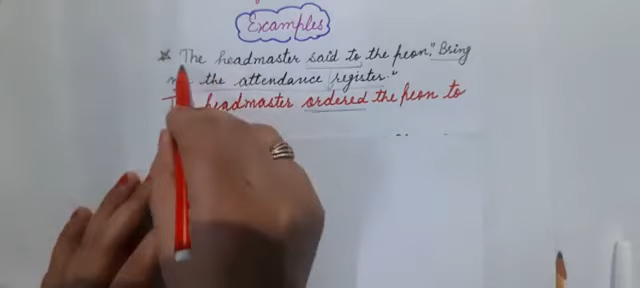 Examples
The headmaster said to the peon, "Bring
the attendance register."
headmaster ordered the peon to